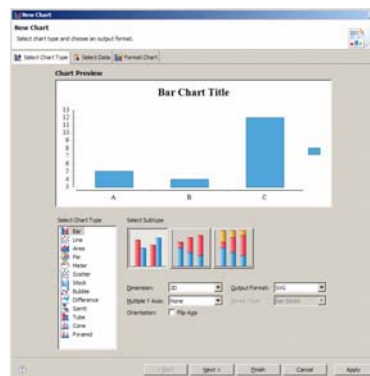 New Chart
New Chart
Select chart type and choose an output format.
Select Chart Type
Select Data
Format Chart
Chart Preview
Bar Chart Title
13
12
11
10
9
8
7
6
5
4
3
A
B
C
Select Chart Type
Select Subtype
Bar
Line
Area
Pie
Meter
Scatter
Stock
Bubble
Difference
Gantt
Tube
Cone
Pyramid
Dimension:
2D
Output Format:
SVG
Multiple Y Axis:
None
Orientation:
Flip Axis
Next >
Finish
Cancel
Apply